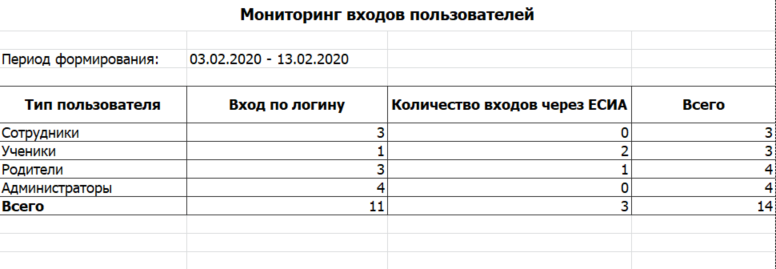 Мониторинг входов пользователей
Период формирования: 03.02.2020 - 13.02.2020
Тип пользователя Вход по логину Количество входов через ЕСИА Всего
Сотрудники 3 0 3
Ученики 1 2 3
Родители 3 1 4
Администраторы 4 0 4
Всего 11 3 14